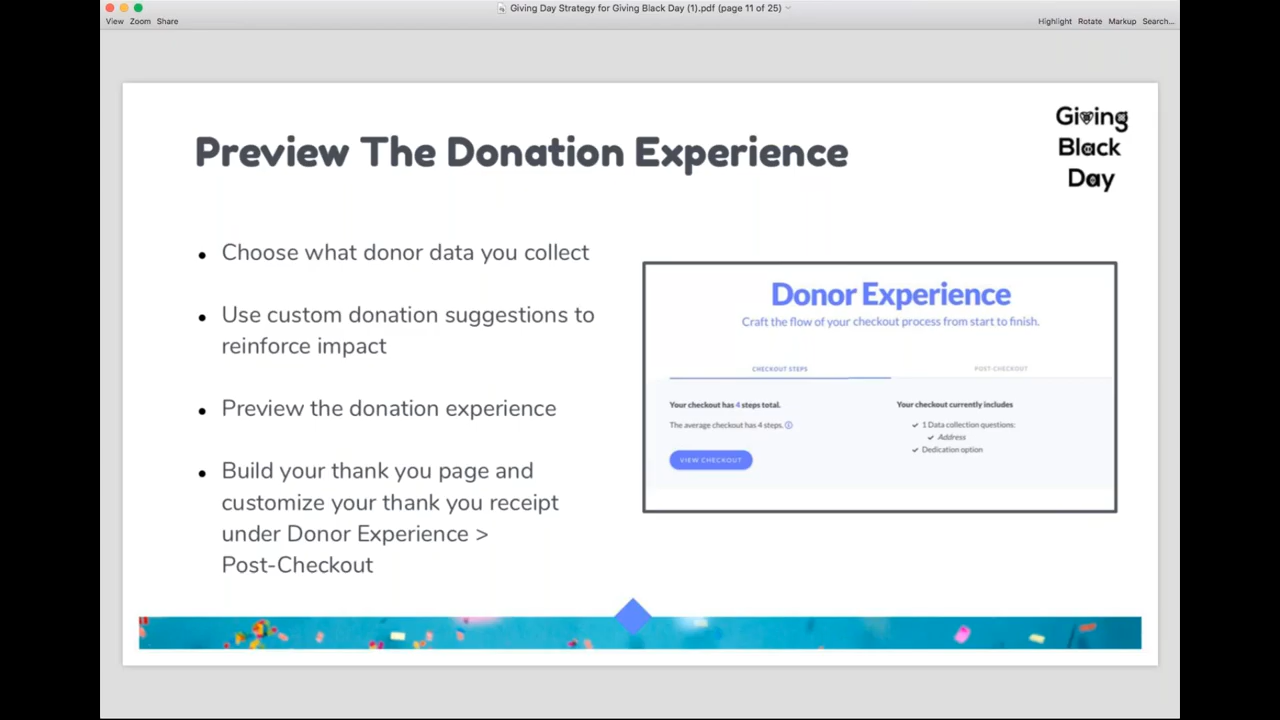 Giving Day Strategy for Giving Black Day (1).pdf (page 11 of 25)
View Zoom Share
Highlight Rotate Markup Search...
Giving
Black
Day
Preview The Donation Experience
• Choose what donor data you collect
• Use custom donation suggestions to
reinforce impact
• Preview the donation experience
• Build your thank you page and
customize your thank you receipt
under Donor Experience >
Post-Checkout
Donor Experience
Craft the flow of your checkout process from start to finish.
CHECKOUT STEPS
POST-CHECKOUT
Your checkout has 4 steps total.
The average checkout has 4 steps.
VIEW CHECKOUT
Your checkout currently includes
1 Data collection questions:
Address
Dedication option